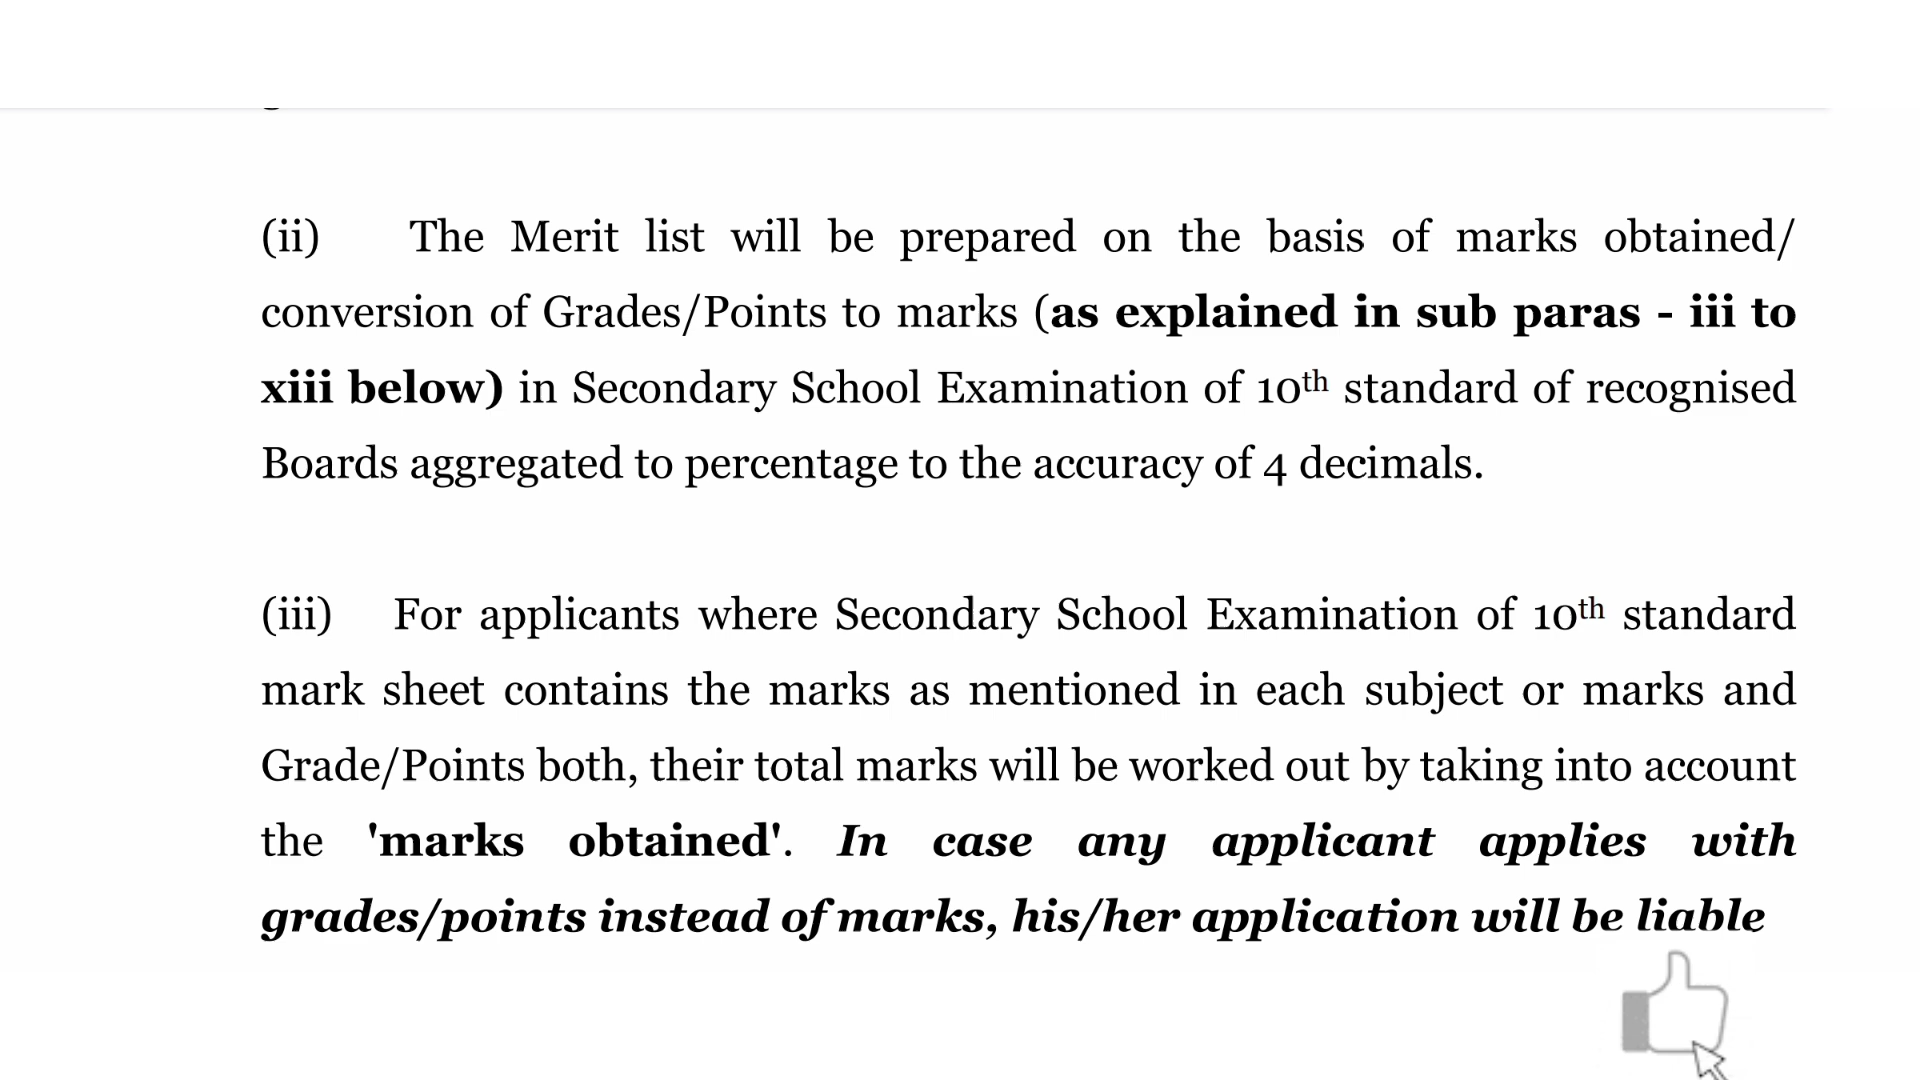 (ii) The Merit list will be prepared on the basis of marks obtained/
conversion of Grades/Points to marks (as explained in sub paras - iii to
xiii below) in Secondary School Examination of 10th standard of recognised
Boards aggregated to percentage to the accuracy of 4 decimals.
(iii) For applicants where Secondary School Examination of 10th standard
mark sheet contains the marks as mentioned in each subject or marks and
Grade/Points both, their total marks will be worked out by taking into account
the 'marks obtained'. In case any applicant applies with
grades/points instead of marks, his/her application will be liable